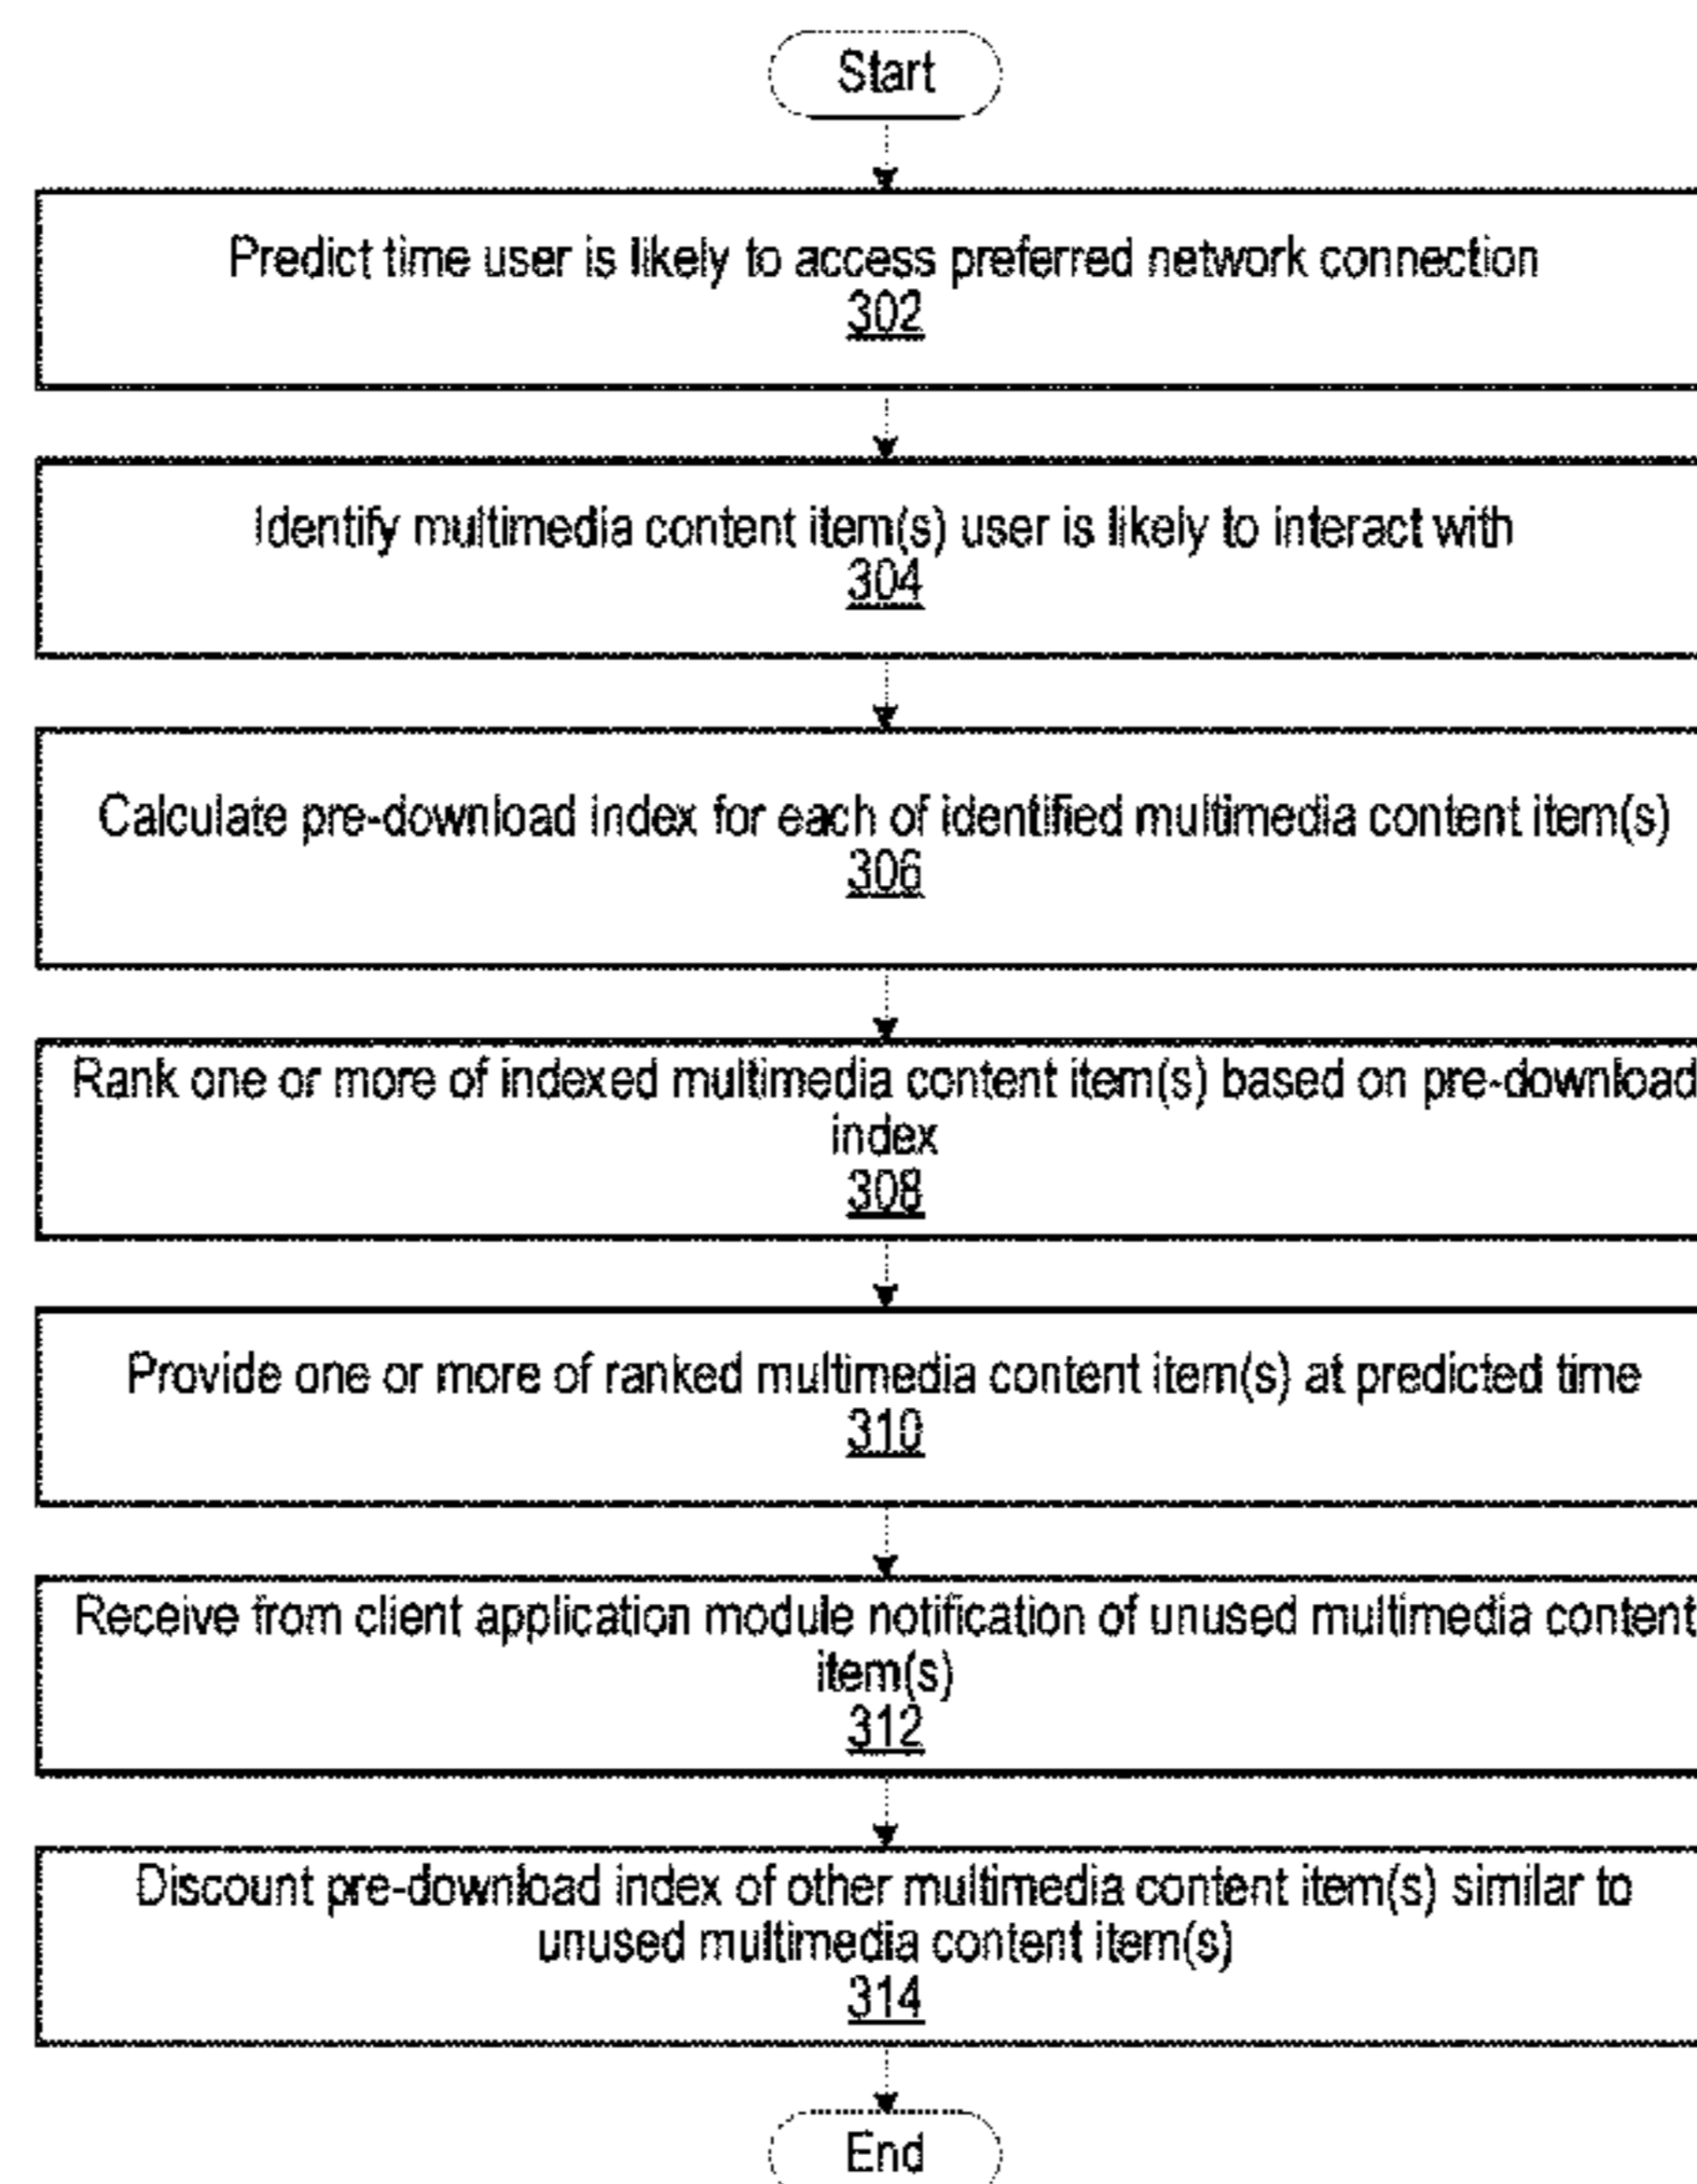 Start
Predict time user is likely to access preferred network connection
302
Identify multimedia content item(s) user is likely to interact with
304
Calculate pre-download index for each of identified multimedia content item(s)
306
Rank one or more of indexed multimedia content item(s) based on pre-download
index
308
Provide one or more of ranked multimedia content item(s) at predicted time
310
Receive from client application module notification of unused multimedia content
item(s)
312
Discount pre-download index of other multimedia content item(s) similar to
unused multimedia content item(s)
314
End